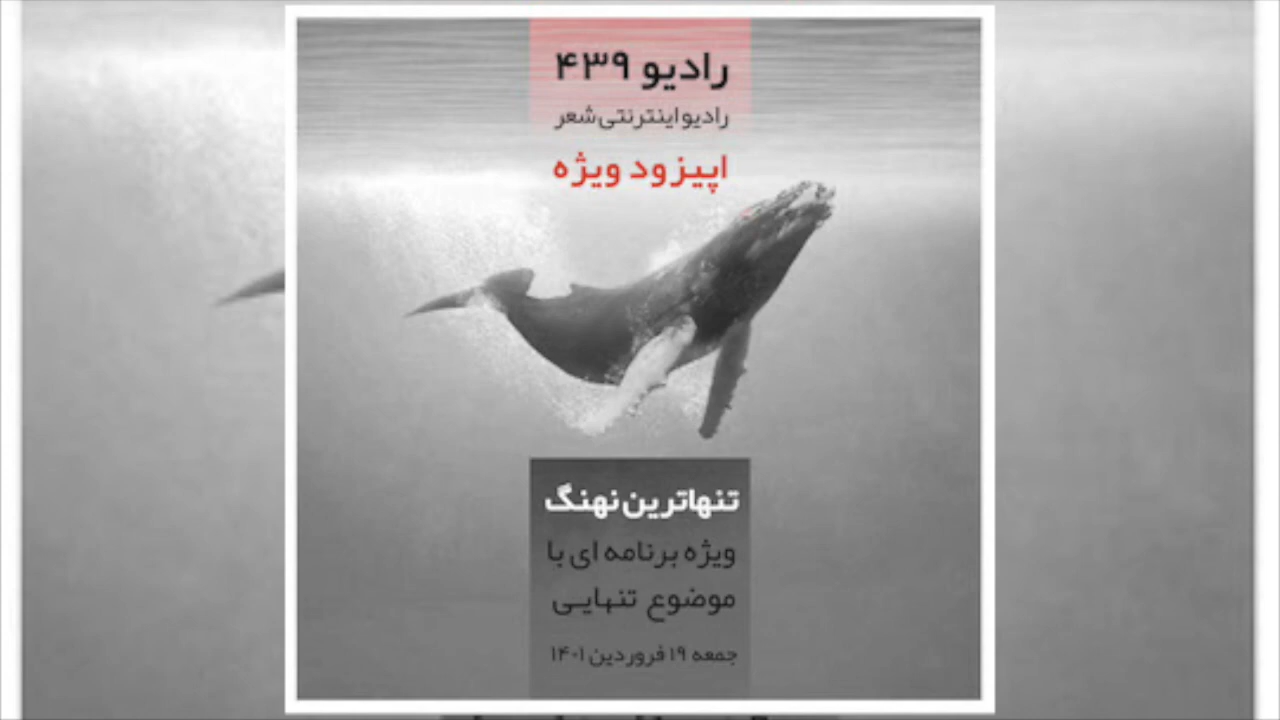 رادیو ۴۳۹
رادیو اینترنتی شعر
اپیزود ویژه
تنهاترین نهنگ
ویژه برنامه ای با
موضوع تنهایی
جمعه ۱۹ فروردین ۱۴۰۱